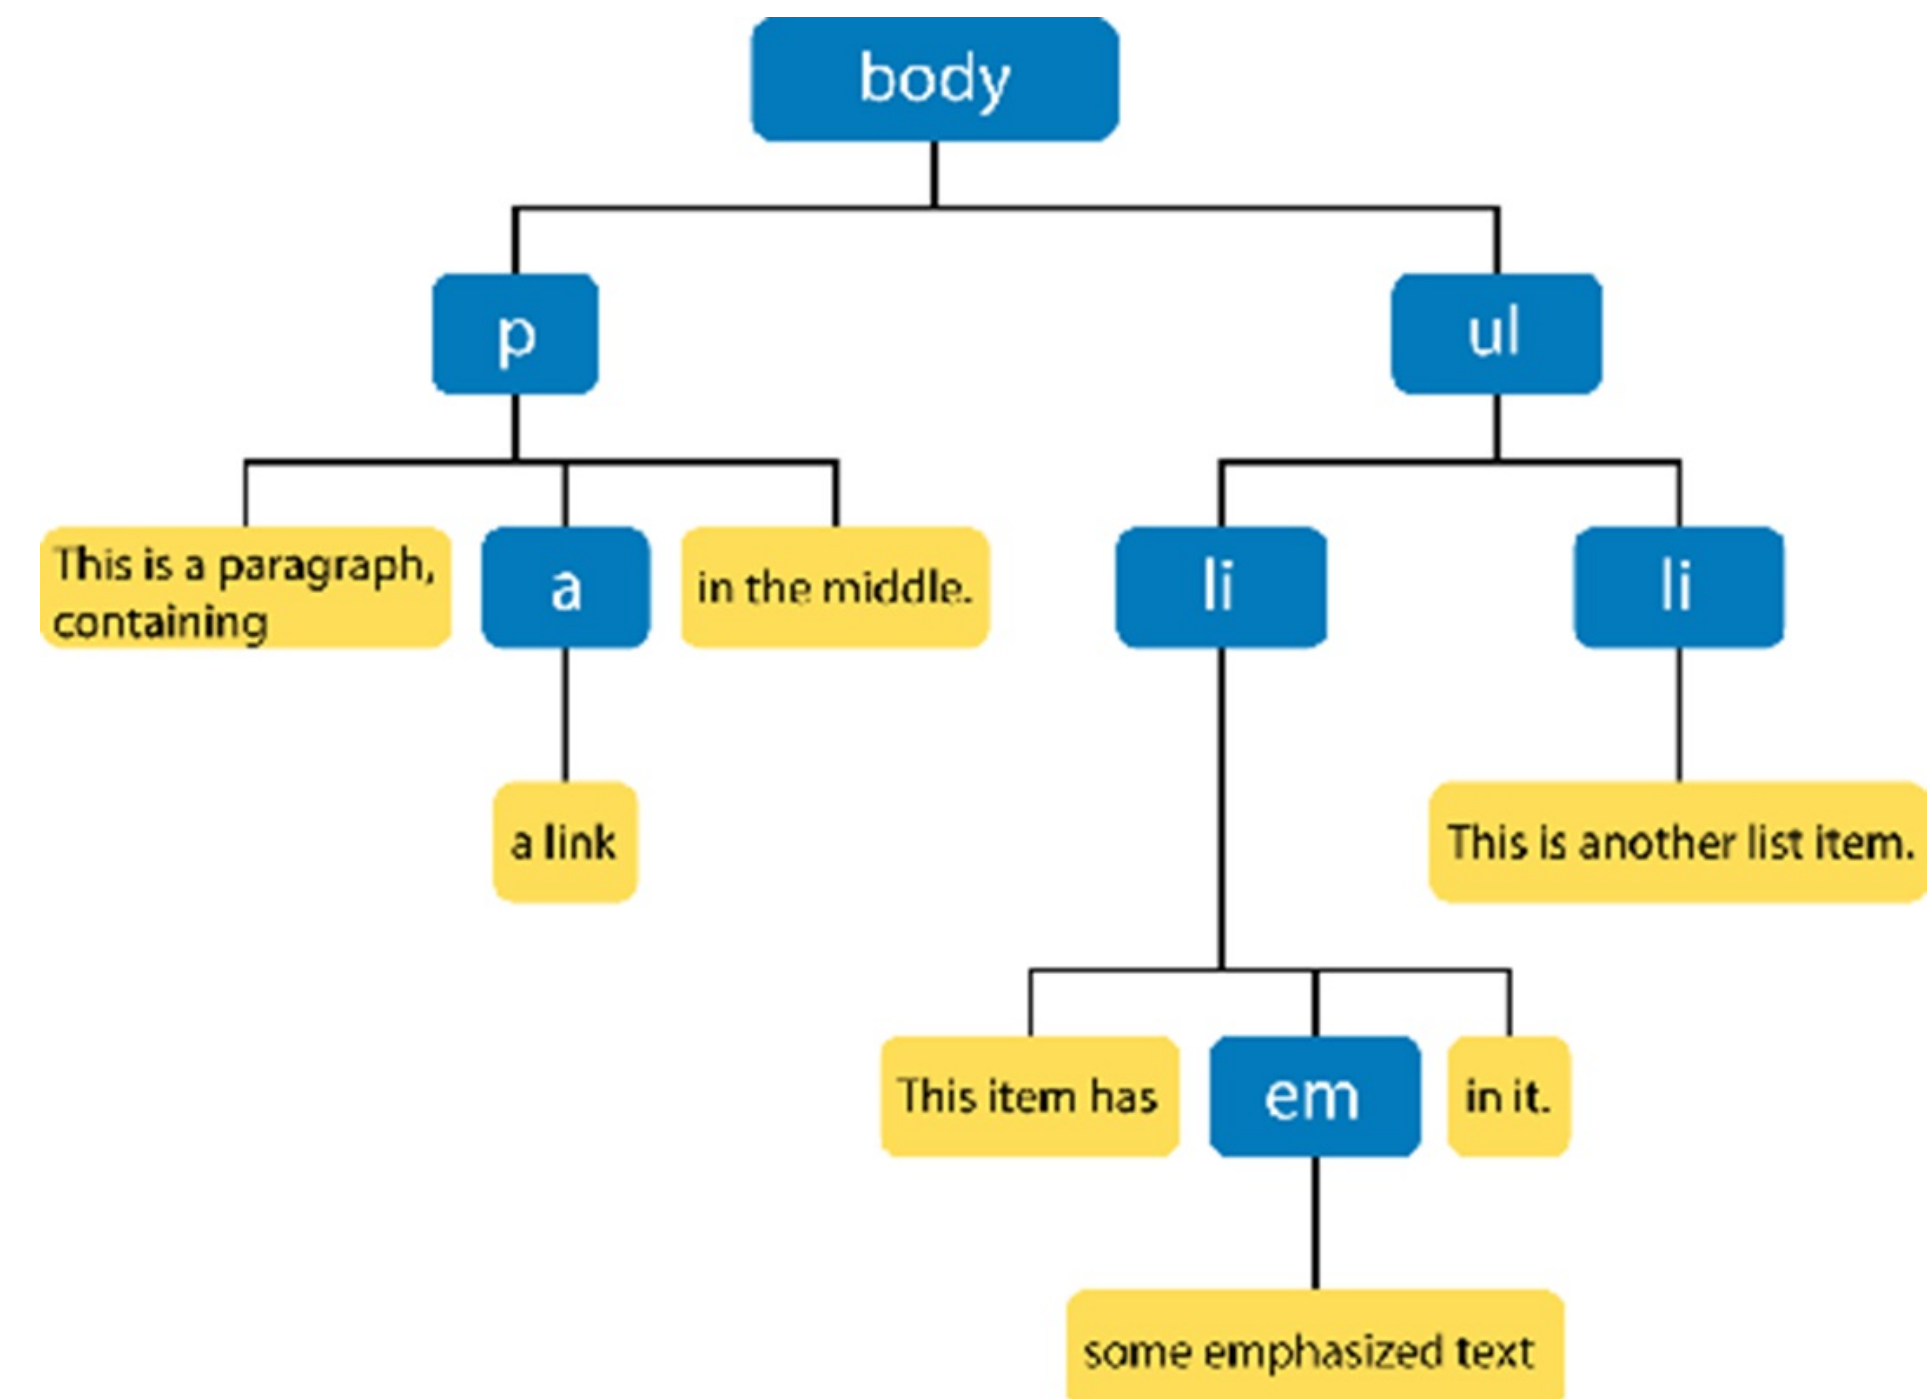 body
p
ul
This is a paragraph,
containing
a
in the middle.
li
li
a link
This is another list item.
This item has
em
in it.
some emphasized text